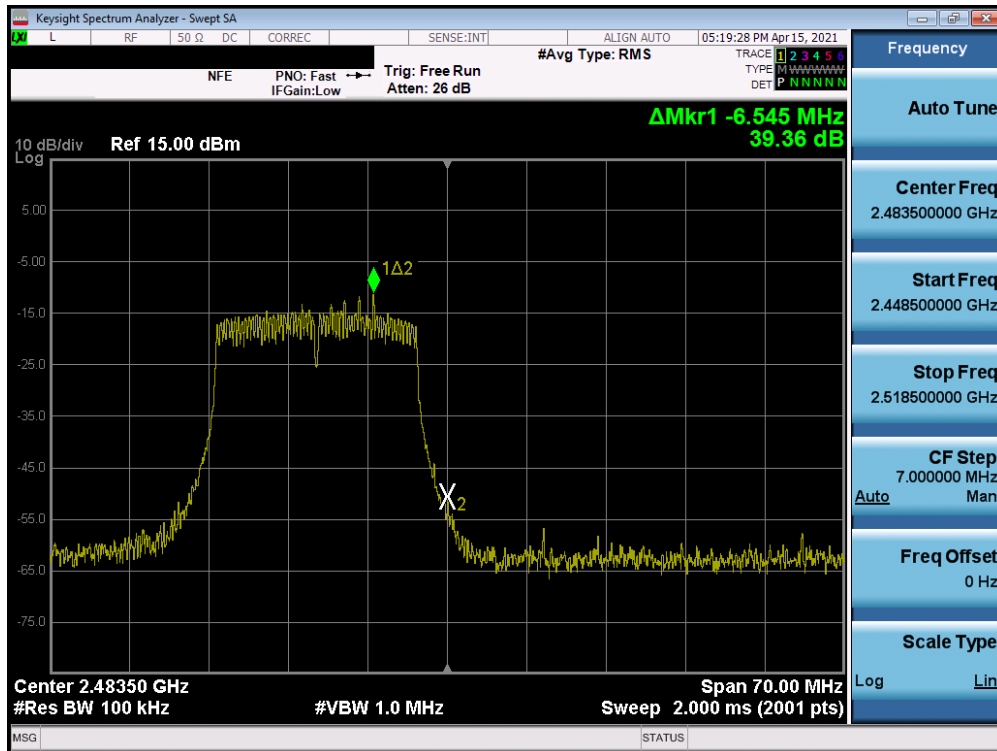 Keysight Spectrum Analyzer - Swept SA
LXI L RF 50 Ω DC CORREC SENSE:INT ALIGN AUTO 05:19:28 PM Apr 15, 2021
#Avg Type: RMS
TRACE 1 2 3 4 5 6
TYPE M WWWWW
DET P N N N N N
NFE
PNO: Fast
IFGain:Low
Trig: Free Run
Atten: 26 dB
ΔMkr1 -6.545 MHz
39.36 dB
10 dB/div
Log
Ref 15.00 dBm
5.00
-5.00
-15.0
-25.0
-35.0
-45.0
-55.0
-65.0
-75.0
1Δ2
X2
Center 2.48350 GHz
Span 70.00 MHz
#Res BW 100 kHz
#VBW 1.0 MHz
Sweep 2.000 ms (2001 pts)
MSG
STATUS
Frequency
Auto Tune
Center Freq
2.483500000 GHz
Start Freq
2.448500000 GHz
Stop Freq
2.518500000 GHz
CF Step
7.000000 MHz
Auto Man
Freq Offset
0 Hz
Scale Type
Log Lin